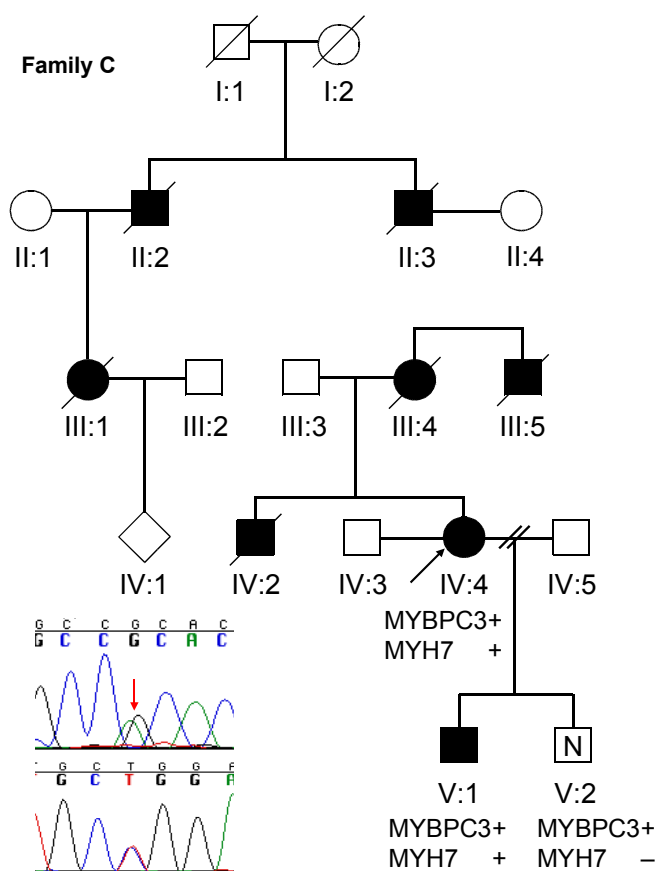 Family C
I:1 I:2
II:1 II:2 II:3 II:4
III:1 III:2 III:3 III:4 III:5
IV:1 IV:2 IV:3 IV:4 IV:5
MYBPC3+
MYH7 +
G C C G C A C
G C C G C A C
G C T G G A
G C T G G A
N
V:1 V:2
MYBPC3+ MYBPC3+
MYH7 + MYH7 –